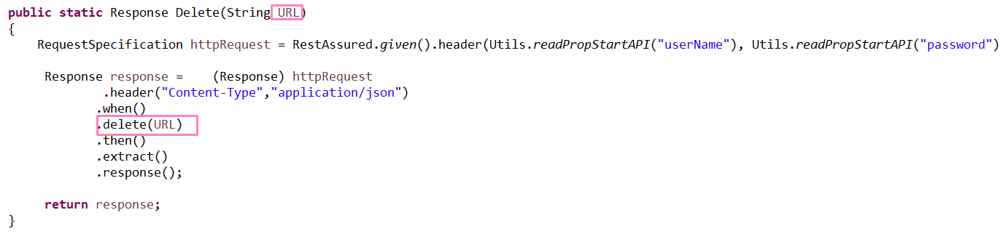 public static Response Delete(String URL)
{
RequestSpecification httpRequest = RestAssured.given().header(Utils.readPropStartAPI("userName"), Utils.readPropStartAPI("password")
Response response = (Response) httpRequest
.header("Content-Type","application/json")
.when()
.delete(URL)
.then()
.extract()
.response();
return response;
}